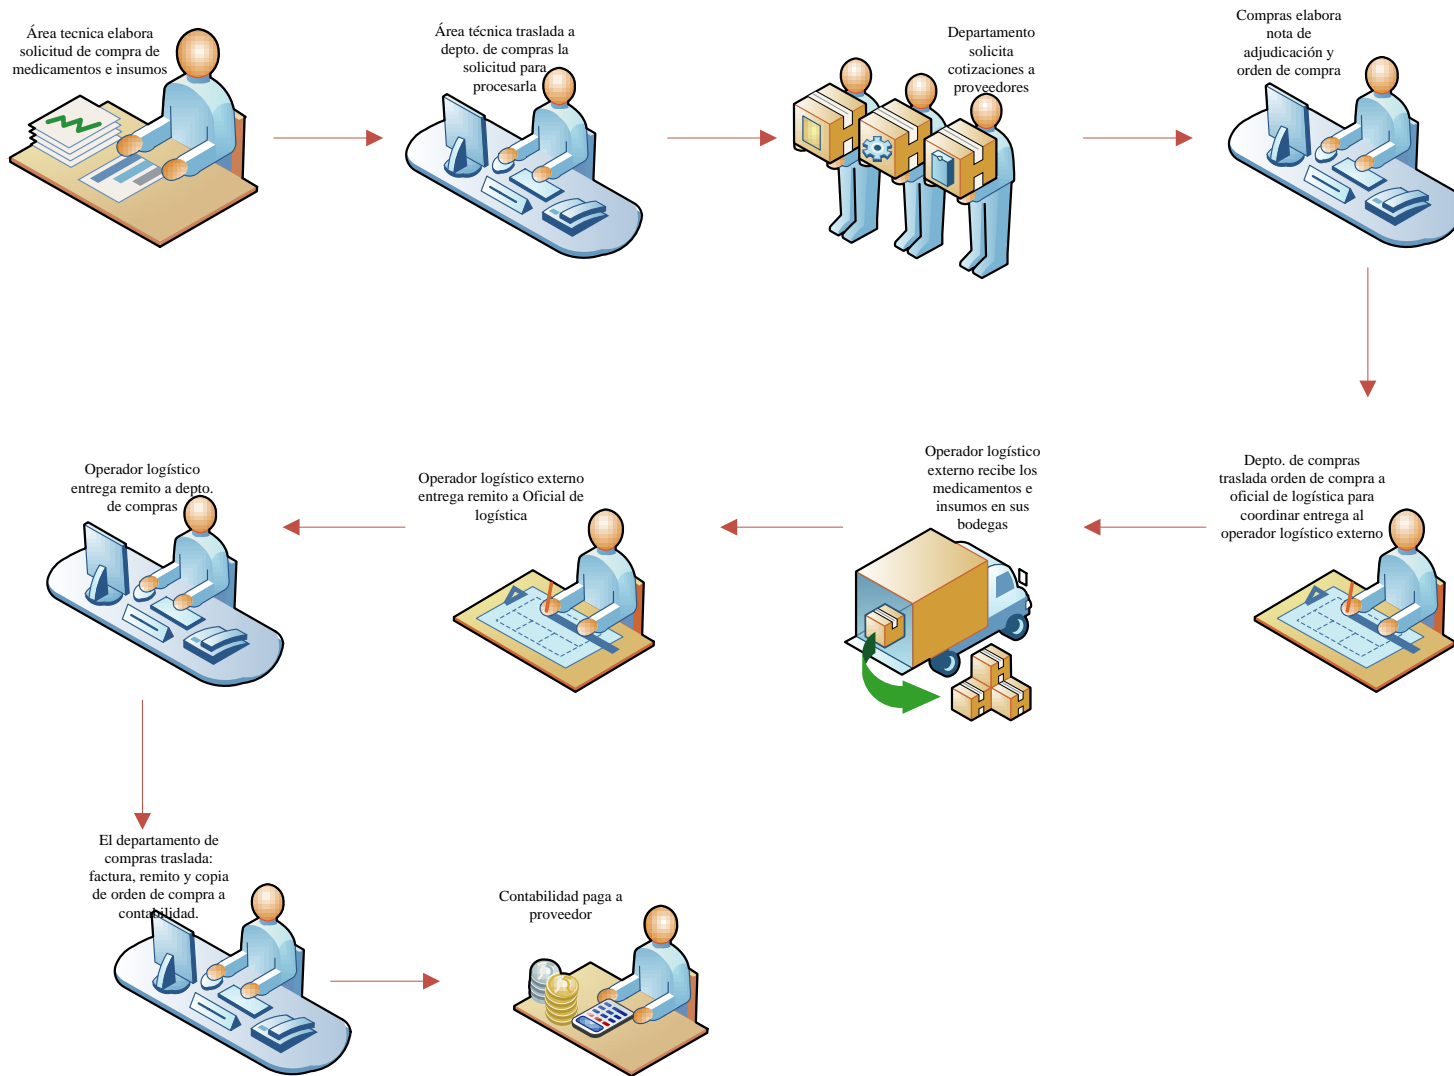 Área tecnica elabora
solicitud de compra de
medicamentos e insumos
Área técnica traslada a
depto. de compras la
solicitud para
procesarla
Departamento
solicita
cotizaciones a
proveedores
Compras elabora
nota de
adjudicación y
orden de compra
Depto. de compras
traslada orden de compra a
oficial de logística para
coordinar entrega al
operador logístico externo
Operador logístico
externo recibe los
medicamentos e
insumos en sus
bodegas
Operador logístico externo
entrega remito a Oficial de
logística
Operador logístico
entrega remito a depto.
de compras
El departamento de
compras traslada:
factura, remito y copia
de orden de compra a
contabilidad.
Contabilidad paga a
proveedor